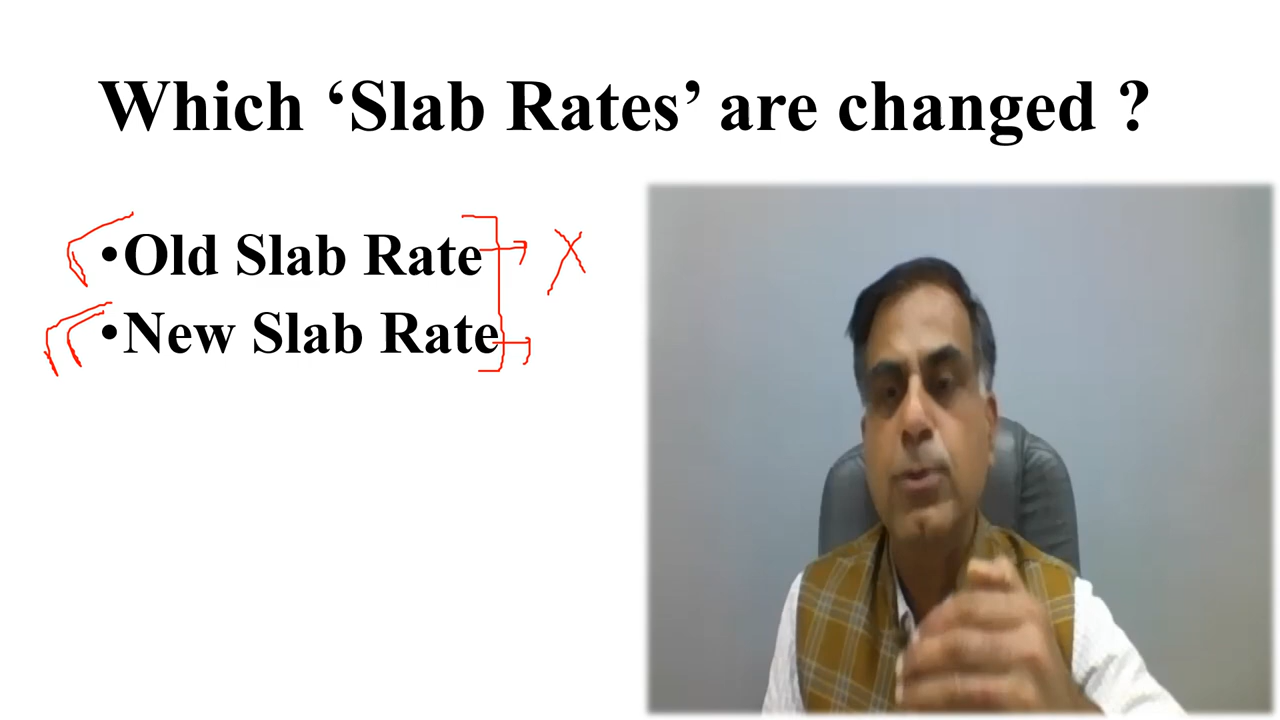 Which ‘Slab Rates’ are changed ?
•Old Slab Rate
•New Slab Rate